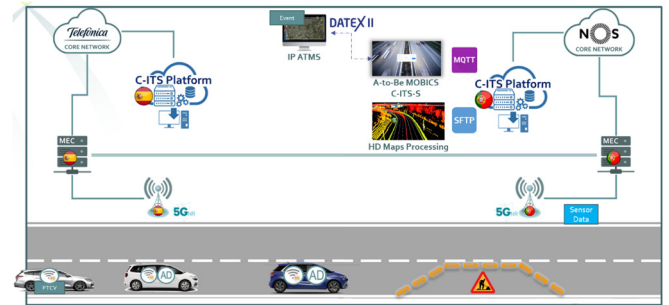 Telefónica
CORE NETWORK
Event
DATEX II
IP ATMS
NOS
CORE NETWORK
C-ITS Platform
MQTT
A-to-Be MOBICS
C-ITS-S
C-ITS Platform
SFTP
HD Maps Processing
MEC
MEC
5G
5G
Sensor
Data
FTCV
AD
AD